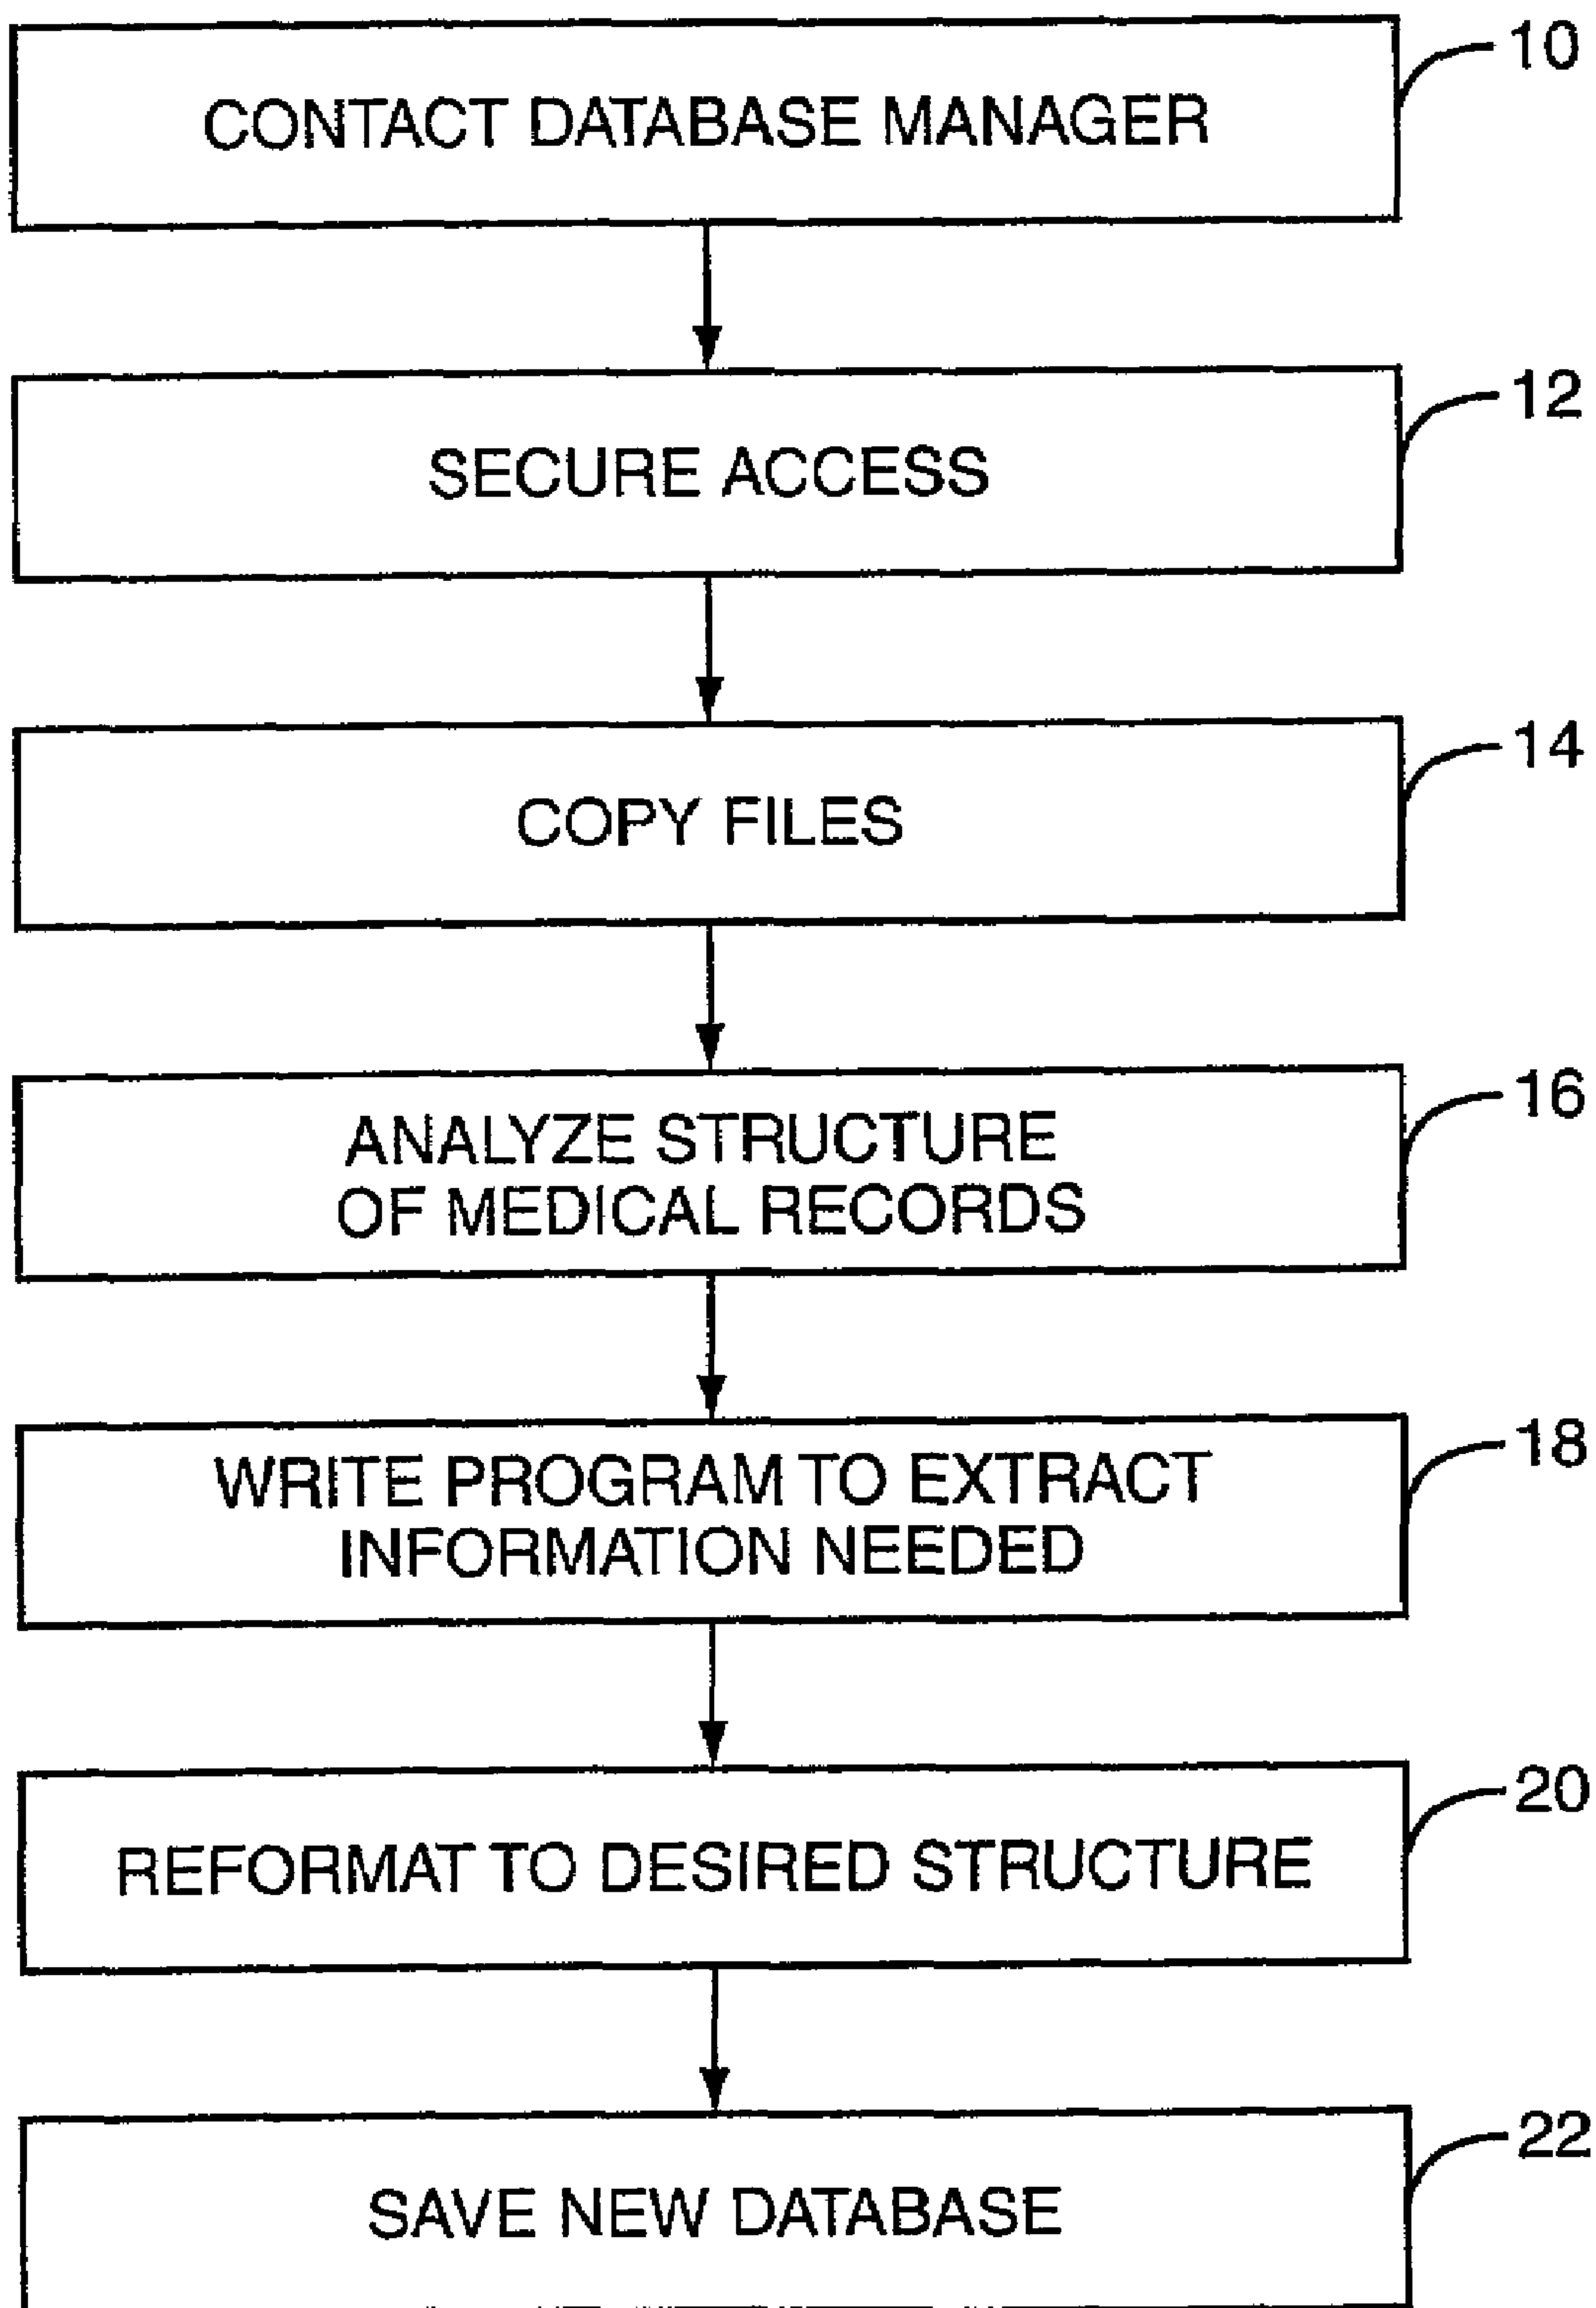 10
CONTACT DATABASE MANAGER
12
SECURE ACCESS
14
COPY FILES
16
ANALYZE STRUCTURE
OF MEDICAL RECORDS
18
WRITE PROGRAM TO EXTRACT
INFORMATION NEEDED
20
REFORMAT TO DESIRED STRUCTURE
22
SAVE NEW DATABASE